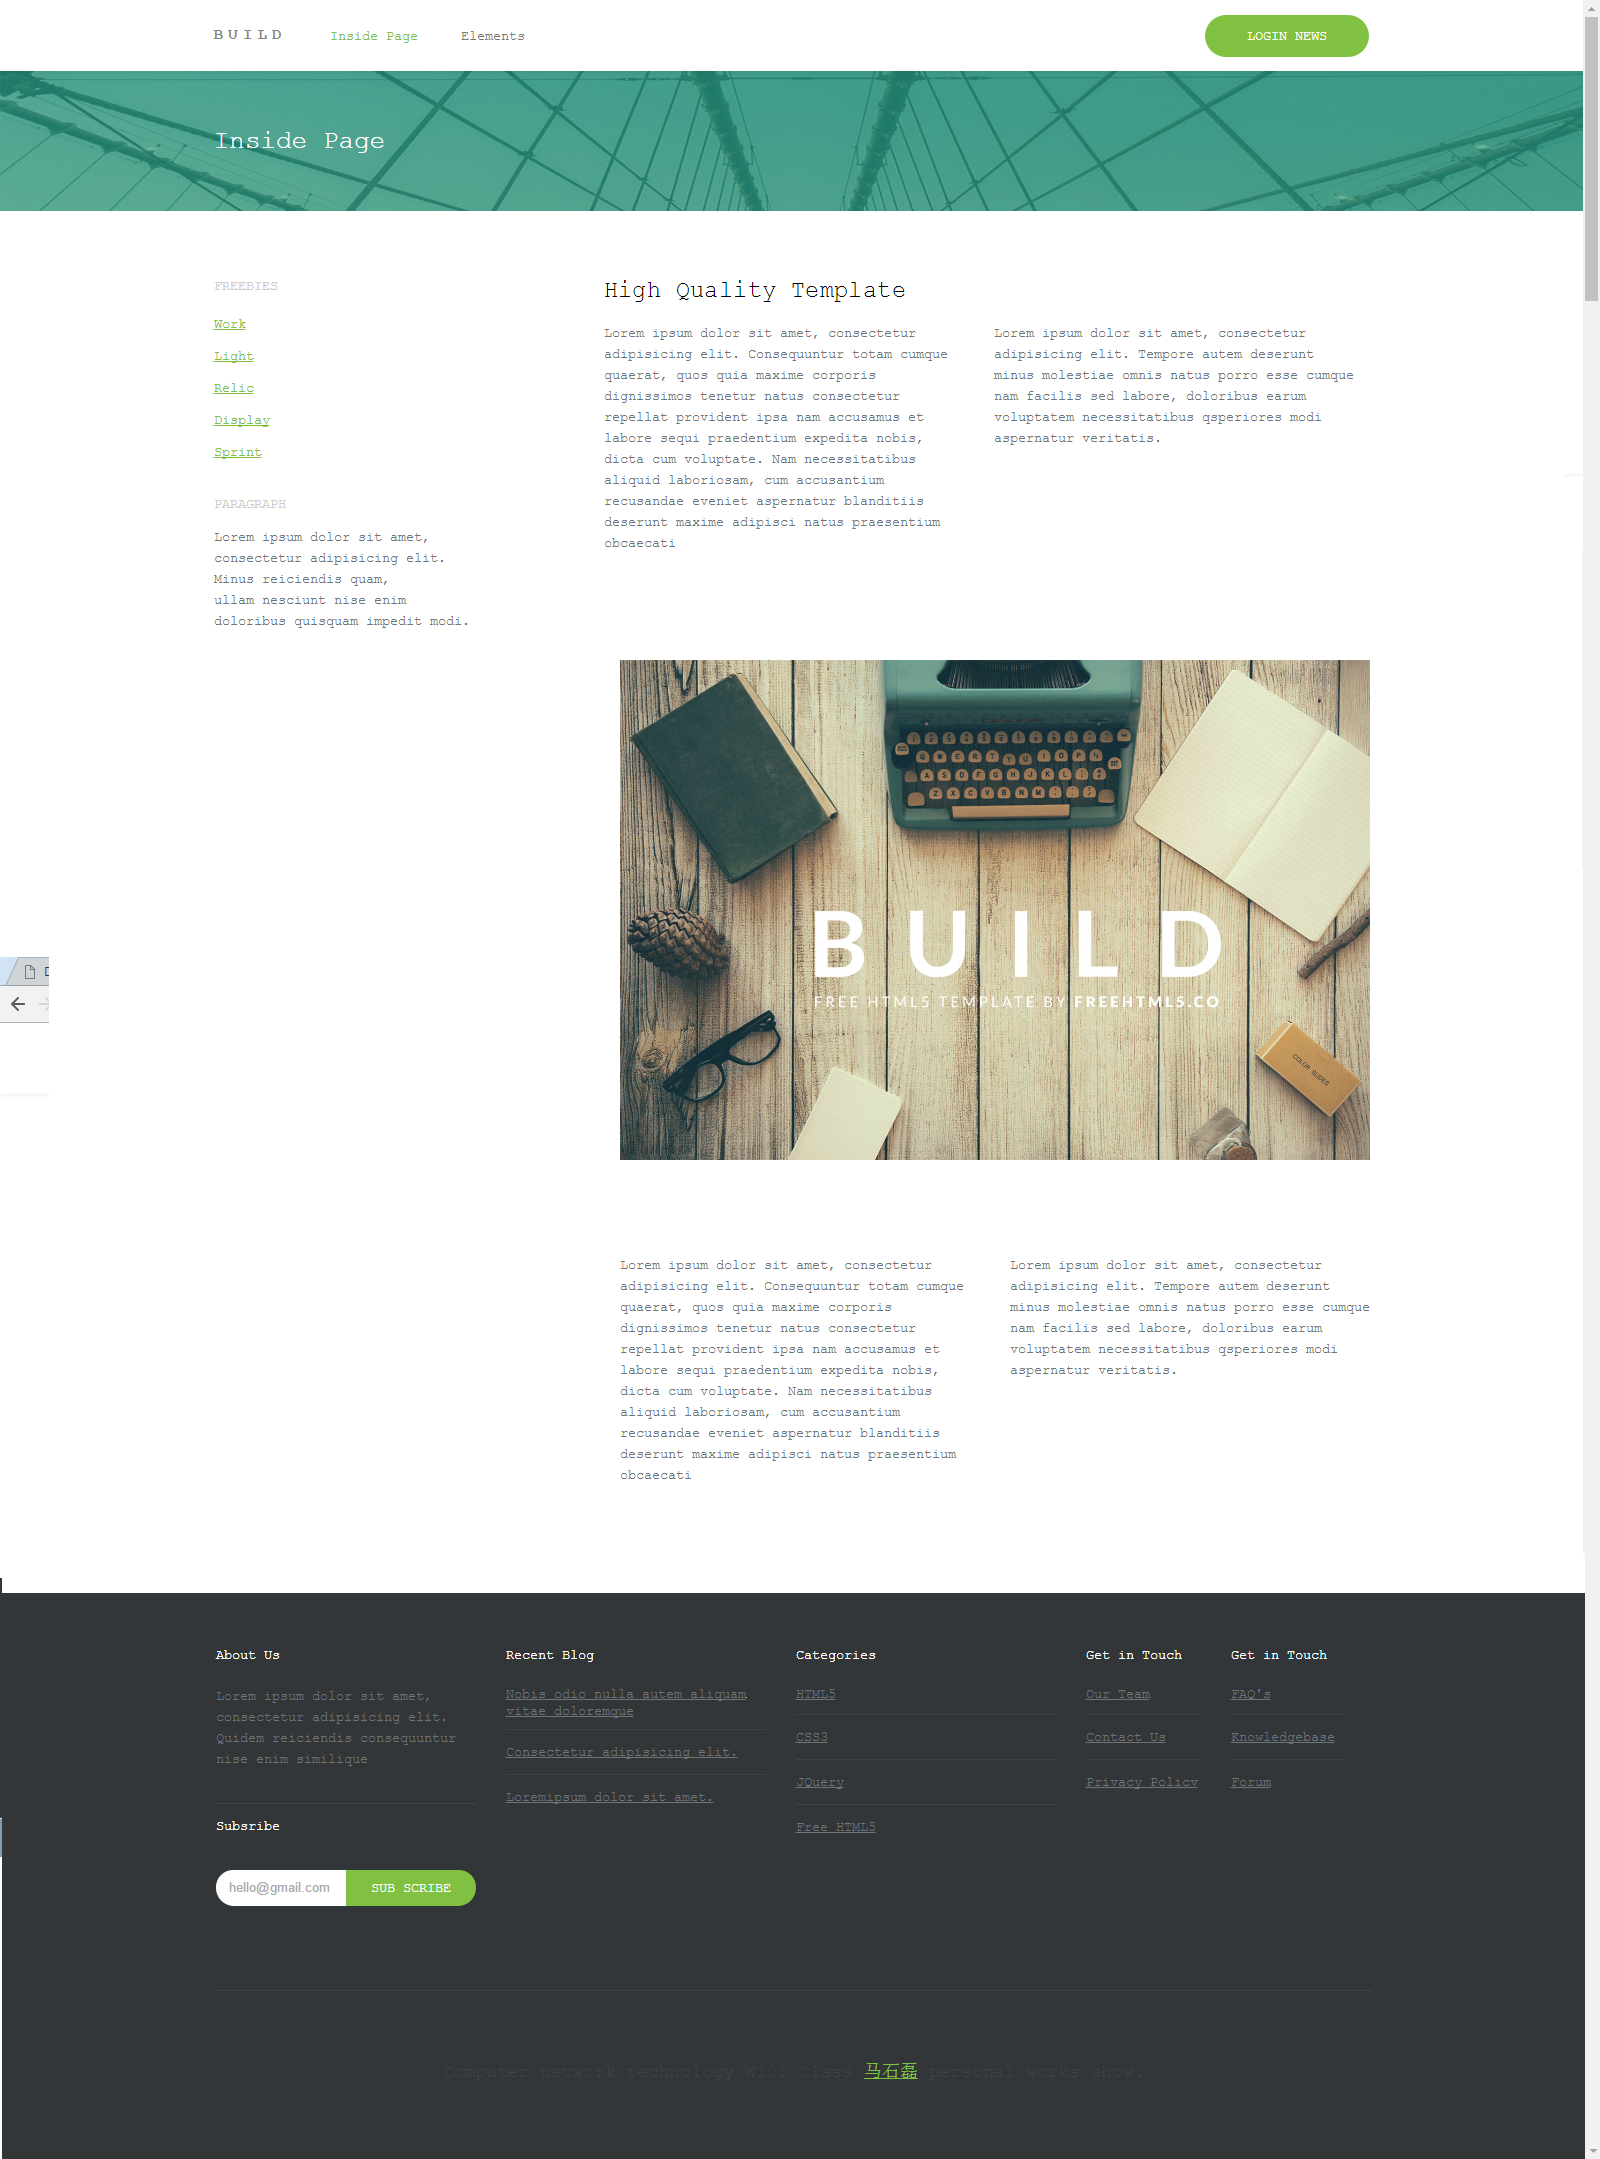 BUILD
Inside Page
Elements
LOGIN NEWS
Inside Page
FREEBIES
Work
Light
Relic
Display
Sprint
PARAGRAPH
Lorem ipsum dolor sit amet,
consectetur adipisicing elit.
Minus reiciendis quam,
ullam nesciunt nise enim
doloribus quisquam impedit modi.
High Quality Template
Lorem ipsum dolor sit amet, consectetur
adipisicing elit. Consequuntur totam cumque
quaerat, quos quia maxime corporis
dignissimos tenetur natus consectetur
repellat provident ipsa nam accusamus et
labore sequi praedentium expedita nobis,
dicta cum voluptate. Nam necessitatibus
aliquid laboriosam, cum accusantium
recusandae eveniet aspernatur blanditiis
deserunt maxime adipisci natus praesentium
obcaecati
Lorem ipsum dolor sit amet, consectetur
adipisicing elit. Tempore autem deserunt
minus molestiae omnis natus porro esse cumque
nam facilis sed labore, doloribus earum
voluptatem necessitatibus qsperiores modi
aspernatur veritatis.
BUILD
FREE HTML5 TEMPLATE BY FREEHTML5.CO
COLOR SLIDES
Lorem ipsum dolor sit amet, consectetur
adipisicing elit. Consequuntur totam cumque
quaerat, quos quia maxime corporis
dignissimos tenetur natus consectetur
repellat provident ipsa nam accusamus et
labore sequi praedentium expedita nobis,
dicta cum voluptate. Nam necessitatibus
aliquid laboriosam, cum accusantium
recusandae eveniet aspernatur blanditiis
deserunt maxime adipisci natus praesentium
obcaecati
Lorem ipsum dolor sit amet, consectetur
adipisicing elit. Tempore autem deserunt
minus molestiae omnis natus porro esse cumque
nam facilis sed labore, doloribus earum
voluptatem necessitatibus qsperiores modi
aspernatur veritatis.
About Us
Lorem ipsum dolor sit amet,
consectetur adipisicing elit.
Quidem reiciendis consequuntur
nise enim similique
Subsribe
hello@gmail.com
SUB SCRIBE
Recent Blog
Nobis odio nulla autem aliquam
vitae doloremque
Consectetur adipisicing elit.
Loremipsum dolor sit amet.
Categories
HTML5
CSS3
JQuery
Free HTML5
Get in Touch
Our Team
Contact Us
Privacy Policy
Get in Touch
FAQ's
Knowledgebase
Forum
Computer network technology W101 Class 马石磊 personal works show.